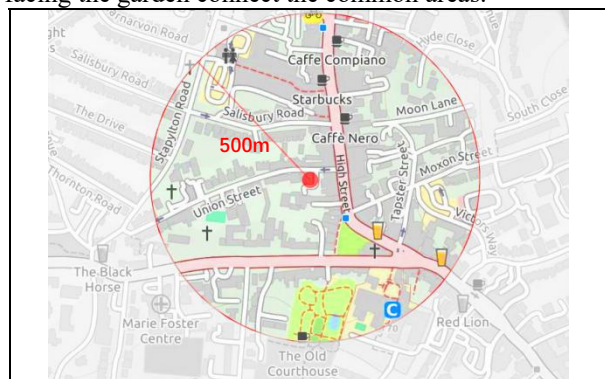 facing the garden connect the common areas.
Carnarvon Road
Hyde Close
Salisbury Road
Caffe Compiano
Starbucks
South Close
Moon Lane
The Drive
Salisbury Road
Stapylton Road
500m
Caffè Nero
Moxon Street
High Street
Tapster Street
Thornton Road
Union Street
Victors Way
The Black
Horse
Marie Foster
Centre
Red Lion
C
The Old
Courthouse